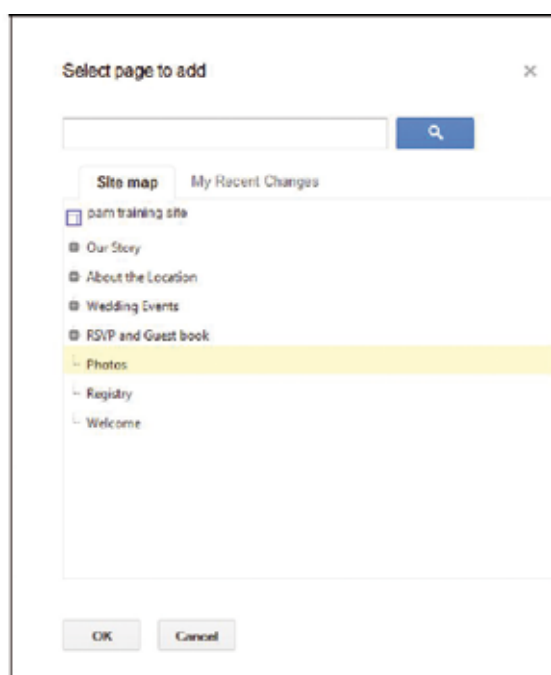 Select page to add
Site map My Recent Changes
pam training site
Our Story
About the Location
Wedding Events
RSVP and Guest book
Photos
Registry
Welcome
OK Cancel